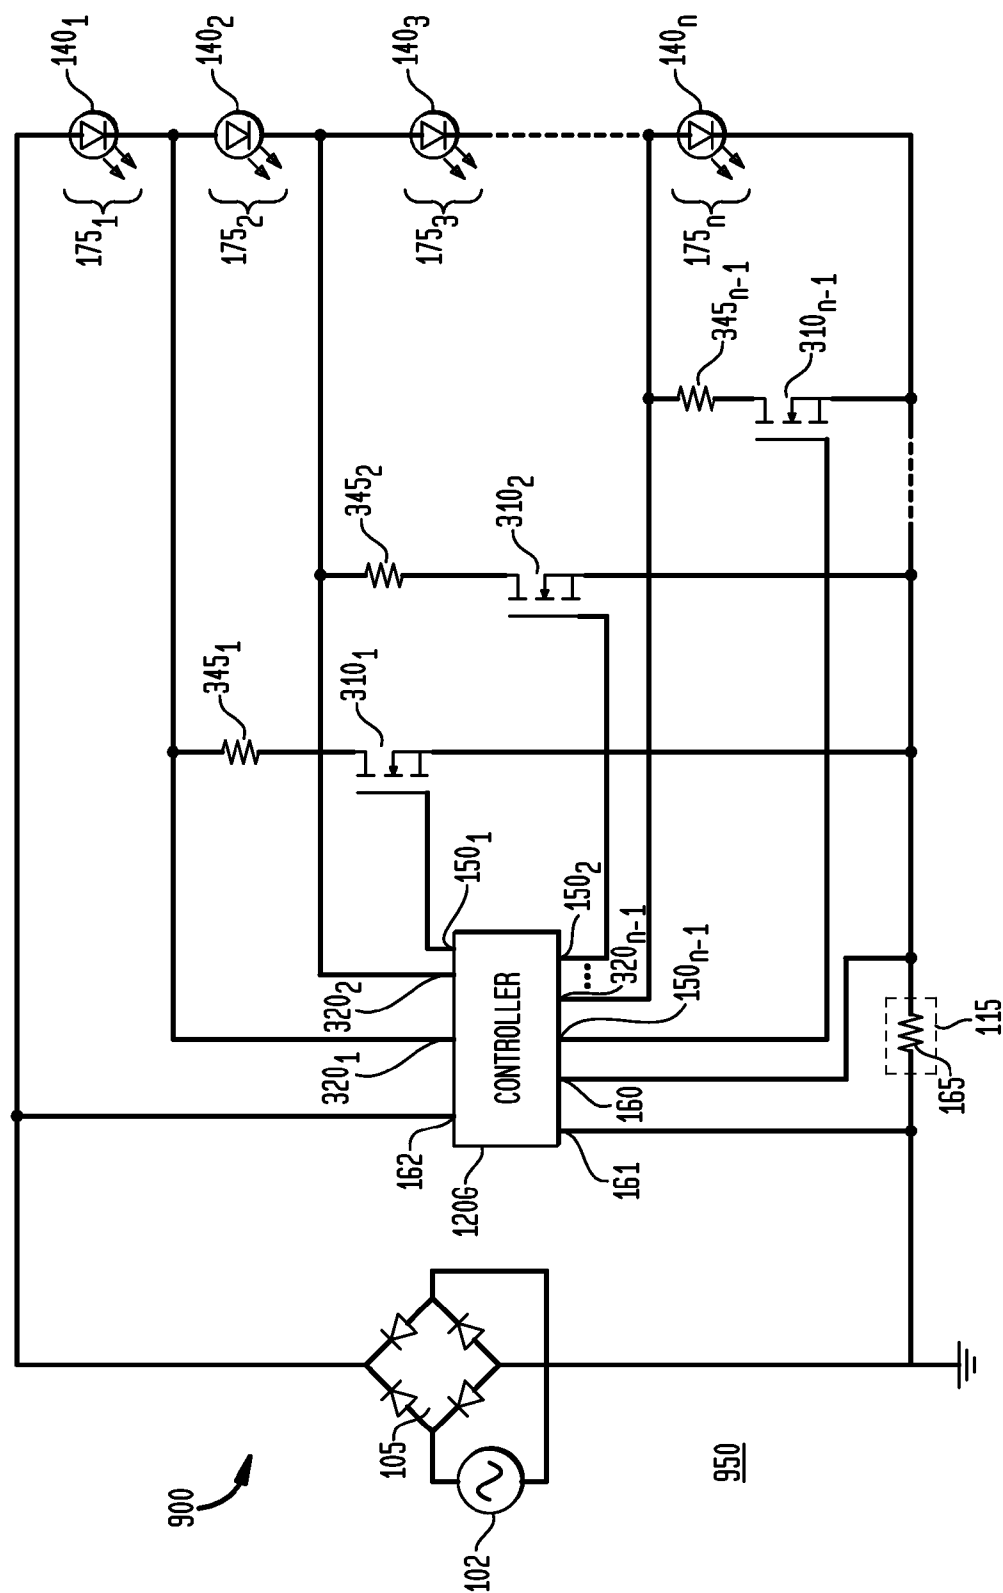 900
950
102
105
162
320₁
320₂
150₁
120G
CONTROLLER
161
160
150ₙ₋₁
320ₙ₋₁
150₂
345₁
310₁
345₂
310₂
345ₙ₋₁
310ₙ₋₁
165
115
175₁
175₂
175₃
175ₙ
140₁
140₂
140₃
140ₙ